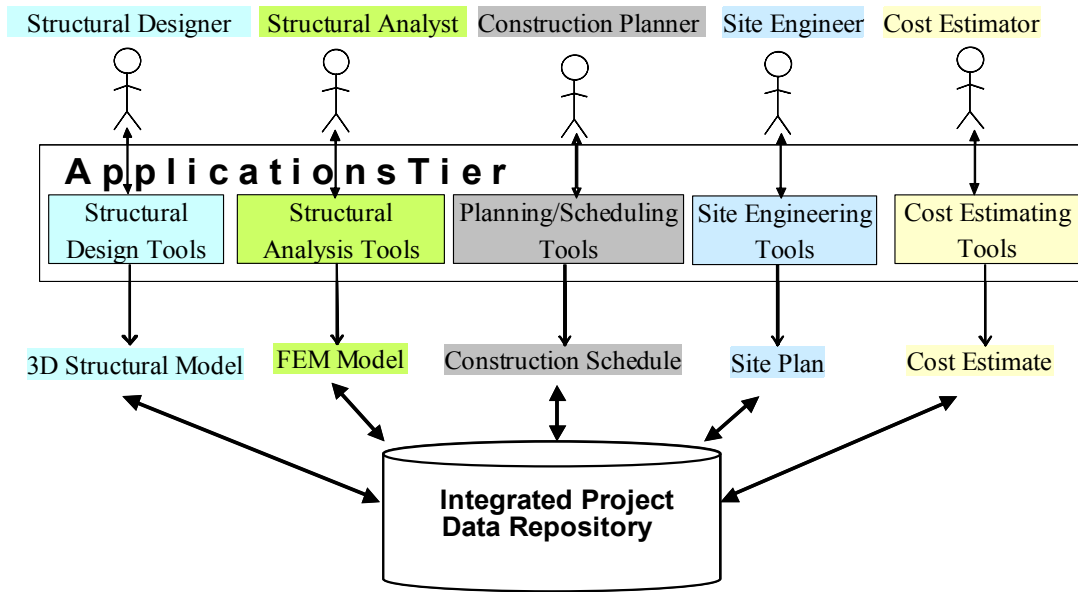 Structural Designer
Structural Analyst
Construction Planner
Site Engineer
Cost Estimator
A p p l i c a t i o n s T i e r
Structural
Design Tools
Structural
Analysis Tools
Planning/Scheduling
Tools
Site Engineering
Tools
Cost Estimating
Tools
3D Structural Model
FEM Model
Construction Schedule
Site Plan
Cost Estimate
Integrated Project
Data Repository